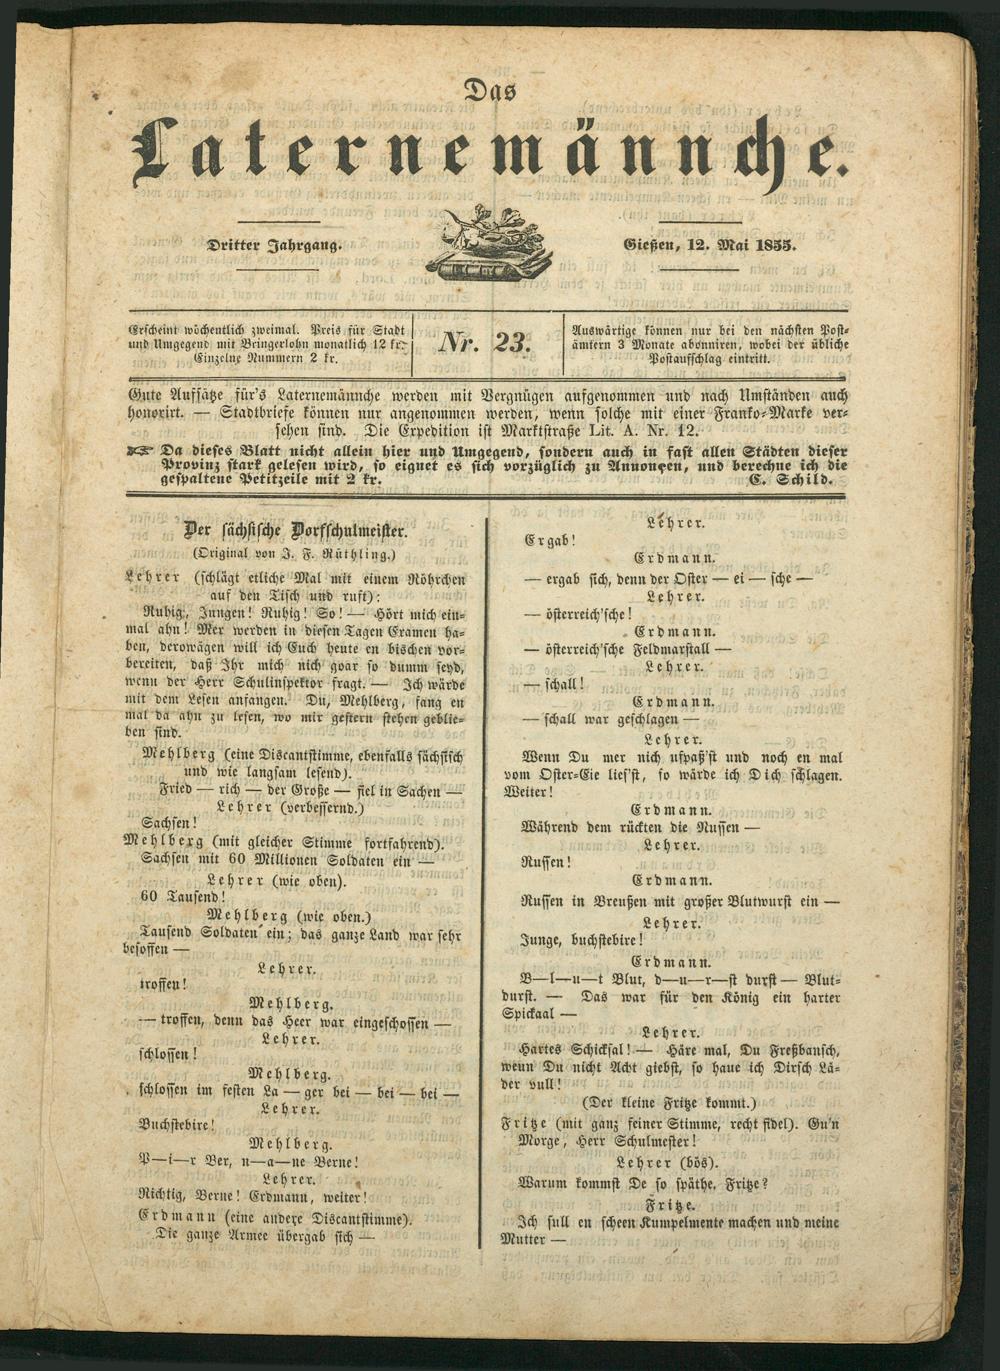 Das
Laternemännche.
Dritter Jahrgang.
Gießen, 12. Mai 1855.
Erscheint wöchentlich zweimal. Preis für Stadt
und Umgegend mit Bringerlohn monatlich 12 kr.
Einzelne Nummern 2 kr.
Nr. 23.
Auswärtige können nur bei den nächsten Post-
ämtern 3 Monate abonniren, wobei der übliche
Postaufschlag eintritt.
Gute Aufsätze für's Laternemännche werden mit Vergnügen aufgenommen und nach Umständen auch
honorirt. — Stadtbriefe können nur angenommen werden, wenn solche mit einer Franko-Marke ver-
sehen sind. Die Expedition ist Marktstraße Lit. A. Nr. 12.
☞ Da dieses Blatt nicht allein hier und Umgegend, sondern auch in fast allen Städten dieser
Provinz stark gelesen wird, so eignet es sich vorzüglich zu Annonçen, und berechne ich die
gespaltene Petitzeile mit 2 kr. C. Schild.
Der sächsische Dorfschulmeister.
(Original von J. F. Rüthling.)
Lehrer (schlägt etliche Mal mit einem Röhrchen
auf den Tisch und ruft):
Ruhig, Jungen! Ruhig! So! — Hört mich ein-
mal ahn! Mer werden in diesen Tagen Examen ha-
ben, derowägen will ich Euch heute en bischen vor-
bereiten, daß Ihr mich nich goar so dumm seyd,
wenn der Herr Schulinspektor fragt. — Ich wärde
mit dem Lesen anfangen. Du, Mehlberg, fang en
mal da ahn zu lesen, wo mir gestern stehen geblie-
ben sind.
Mehlberg (eine Discantstimme, ebenfalls sächsisch
und wie langsam lesend).
Fried — rich — der Große — fiel in Sachen —
Lehrer (verbessernd.)
Sachsen!
Mehlberg (mit gleicher Stimme fortfahrend).
Sachsen mit 60 Millionen Soldaten ein —
Lehrer (wie oben).
60 Tausend!
Mehlberg (wie oben.)
Tausend Soldaten ein; das ganze Land war sehr
besoffen —
Lehrer.
troffen!
Mehlberg.
— troffen, denn das Heer war eingeschossen —
Lehrer.
schlossen!
Mehlberg.
schlossen im festen La — ger bei — bei — bei —
Lehrer.
Buchstebire!
Mehlberg.
P—i—r Ber, n—a—ne Berne!
Lehrer.
Richtig, Berne! Erdmann, weiter!
Erdmann (eine andere Discantstimme).
Die ganze Armee übergab sich —
Lehrer.
Ergab!
Erdmann.
— ergab sich, denn der Oster — ei — sche —
Lehrer.
— österreich'sche!
Erdmann.
— österreich'sche Feldmarstall —
Lehrer.
— schall!
Erdmann.
— schall war geschlagen —
Lehrer.
Wenn Du mer nich ufpaß'st und noch en mal
vom Oster-Eie lies'st, so wärde ich Dich schlagen.
Weiter!
Erdmann.
Während dem rückten die Nussen —
Lehrer.
Russen!
Erdmann.
Russen in Breußen mit großer Blutwurst ein —
Lehrer.
Junge, buchstebire!
Erdmann.
B—l—u—t Blut, d—u—r—st durst — Blut-
durst. — Das war für den König ein harter
Spickaal —
Lehrer.
Hartes Schicksal! — Häre mal, Du Freßbansch,
wenn Du nicht Acht giebst, so haue ich Dirsch Lä-
der vull!
(Der kleine Fritze kommt.)
Fritze (mit ganz feiner Stimme, recht fidel). Gu'n
Morge, Herr Schulmester!
Lehrer (bös).
Warum kommst De so späthe, Fritze?
Fritze.
Ich sull en scheen Kumpelmente machen und meine
Mutter —